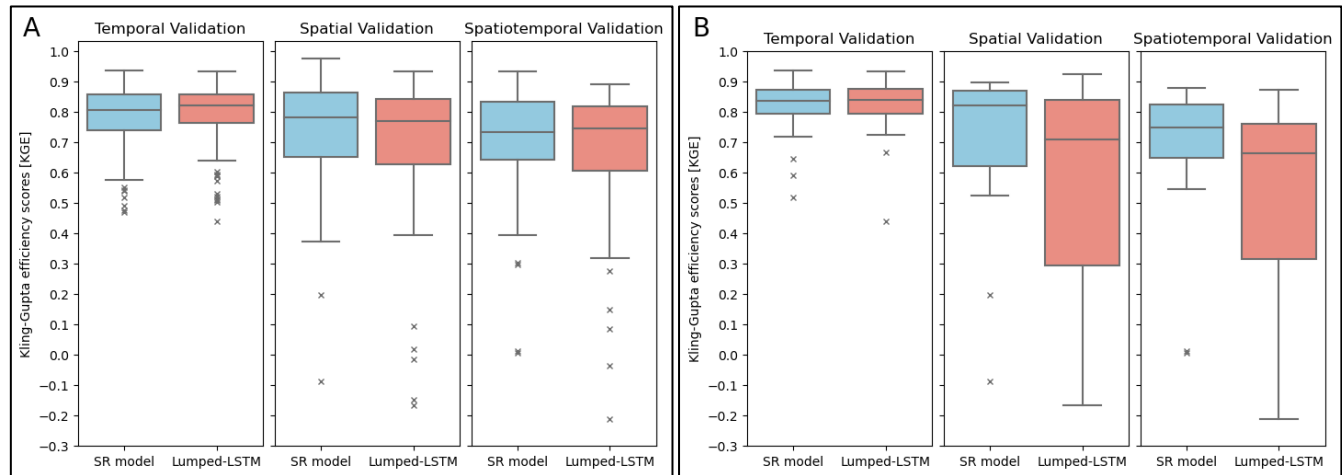 A
Temporal Validation
Spatial Validation
Spatiotemporal Validation
Kling-Gupta efficiency scores [KGE]
1.0
0.9
0.8
0.7
0.6
0.5
0.4
0.3
0.2
0.1
0.0
−0.1
−0.2
−0.3
SR model
Lumped-LSTM
SR model
Lumped-LSTM
SR model
Lumped-LSTM
B
Temporal Validation
Spatial Validation
Spatiotemporal Validation
Kling-Gupta efficiency scores [KGE]
1.0
0.9
0.8
0.7
0.6
0.5
0.4
0.3
0.2
0.1
0.0
−0.1
−0.2
−0.3
SR model
Lumped-LSTM
SR model
Lumped-LSTM
SR model
Lumped-LSTM